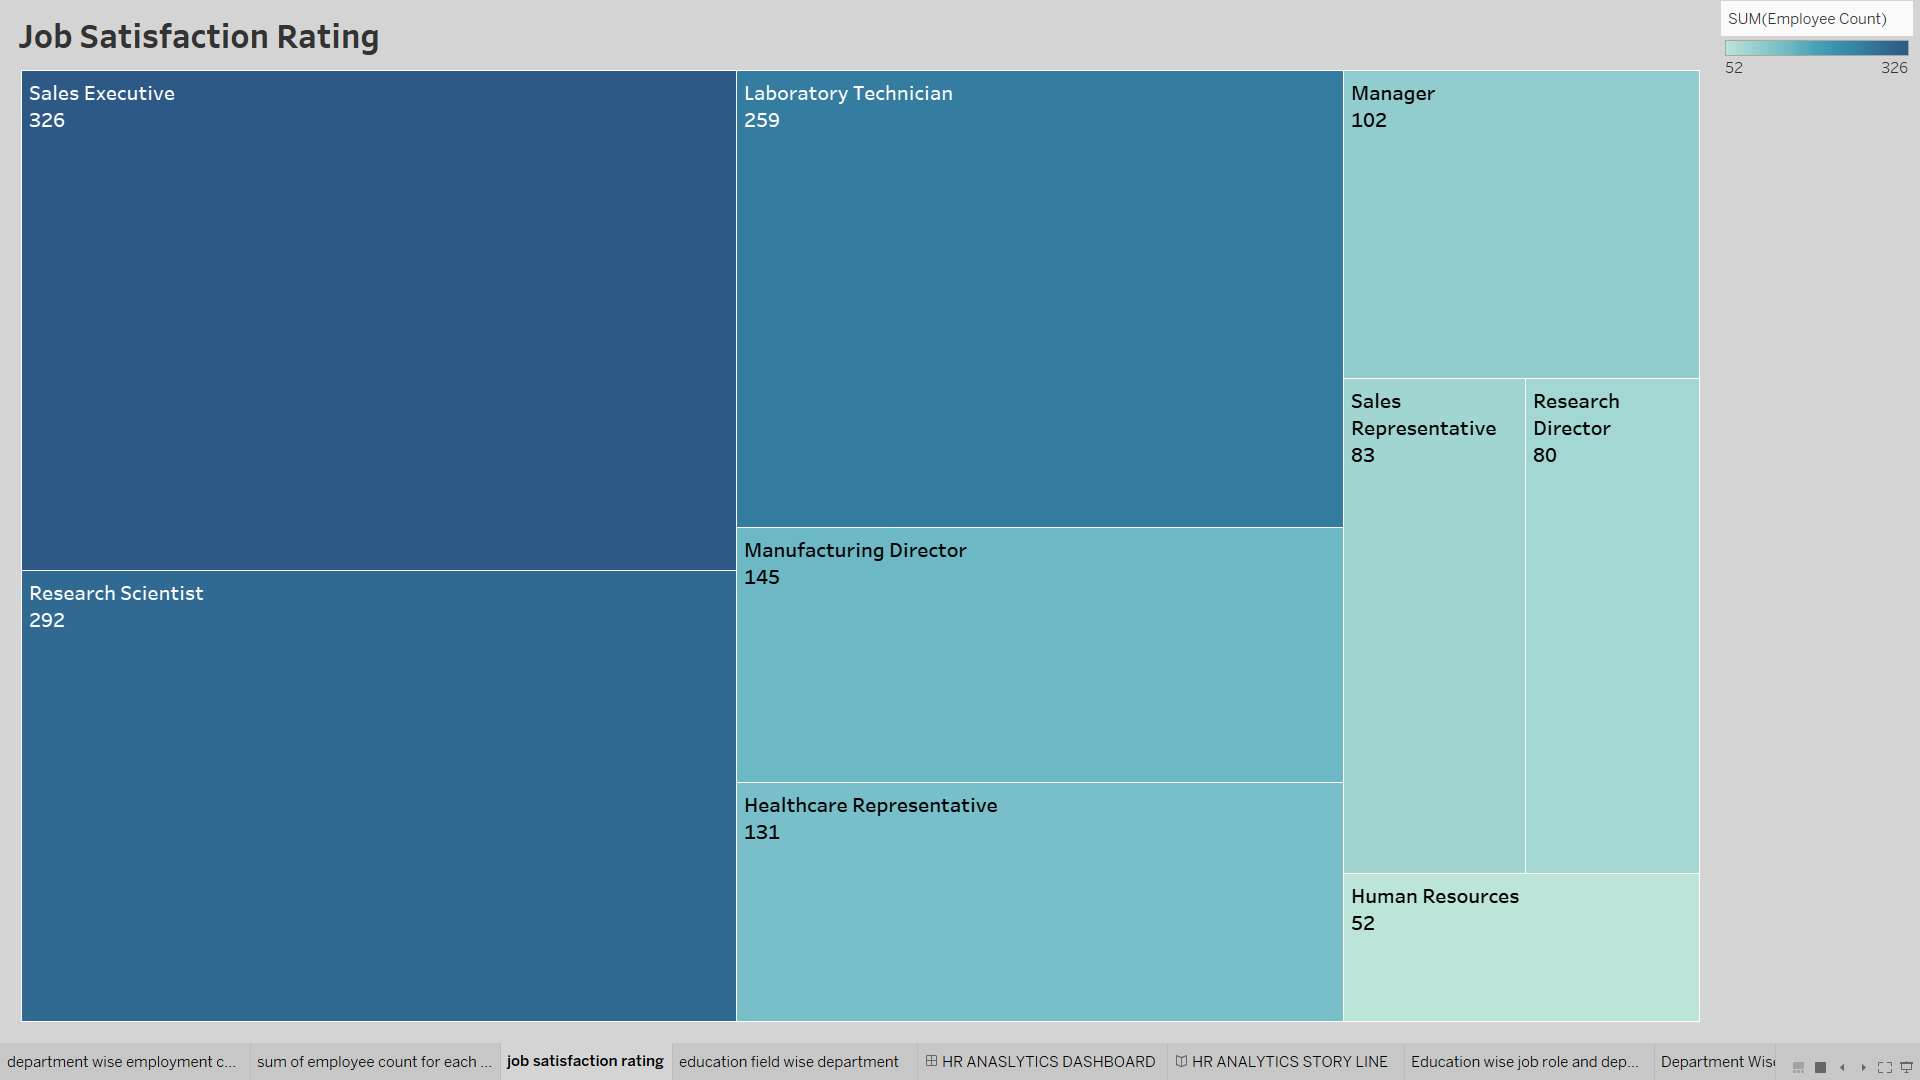 Job Satisfaction Rating
SUM(Employee Count)
52 326
Sales Executive
326
Research Scientist
292
Laboratory Technician
259
Manufacturing Director
145
Healthcare Representative
131
Manager
102
Sales
Representative
83
Research
Director
80
Human Resources
52
department wise employment c...
sum of employee count for each ...
job satisfaction rating
education field wise department
HR ANASLYTICS DASHBOARD
HR ANALYTICS STORY LINE
Education wise job role and dep...
Department Wise